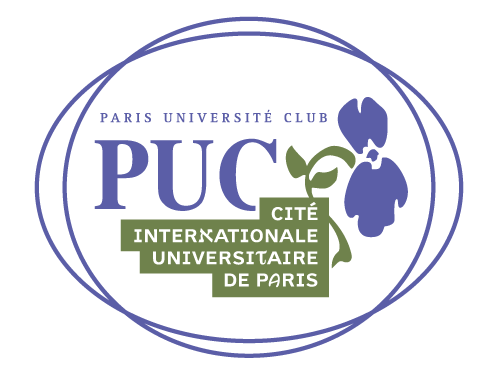 PARIS UNIVERSITÉ CLUB
PUC
CITÉ
INTERNATIONALE
UNIVERSITAIRE
DE PARIS